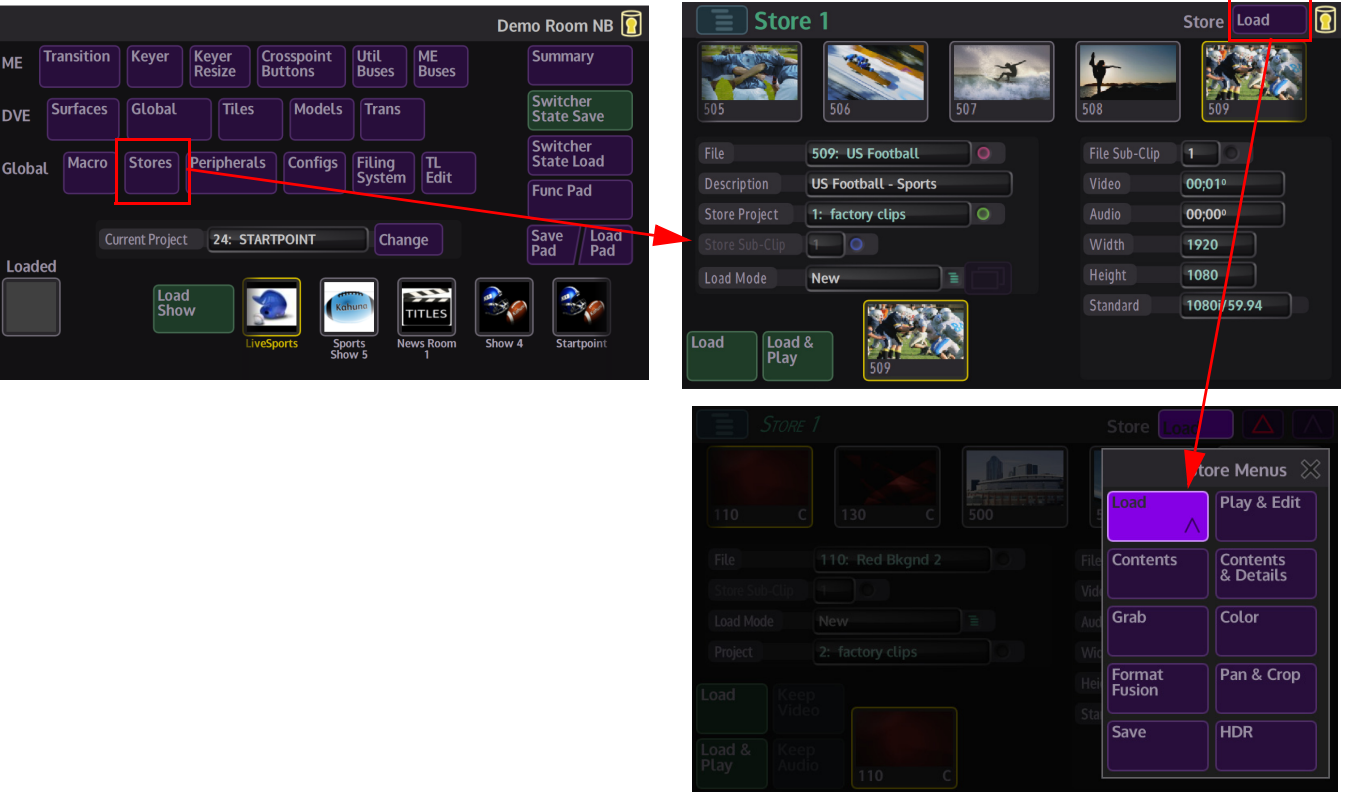 Demo Room NB
ME
Transition
Keyer
Keyer
Resize
Crosspoint
Buttons
Util
Buses
ME
Buses
Summary
DVE
Surfaces
Global
Tiles
Models
Trans
Switcher
State Save
Global
Macro
Stores
Peripherals
Configs
Filing
System
TL
Edit
Switcher
State Load
Func Pad
Current Project
24: STARTPOINT
Change
Save
Pad
Load
Pad
Loaded
Load
Show
LiveSports
Kahuna
Sports
Show 5
TITLES
News Room
1
Show 4
Startpoint
Store 1
Store
Load
505
506
507
508
509
File
509: US Football
Description
US Football - Sports
Store Project
1: factory clips
Store Sub-Clip
1
Load Mode
New
File Sub-Clip
1
Video
00;01⁰
Audio
00;00⁰
Width
1920
Height
1080
Standard
1080i/59.94
Load
Load &
Play
509
STORE 1
Store
Load
110
C
130
C
500
5
File
110: Red Bkgnd 2
Store Sub-Clip
1
Load Mode
New
Project
2: factory clips
File
Vid
Aud
Wid
Hei
Sta
Load
Keep
Video
Load &
Play
Keep
Audio
110
C
Store Menus
Load
Play & Edit
Contents
Contents
& Details
Grab
Color
Format
Fusion
Pan & Crop
Save
HDR